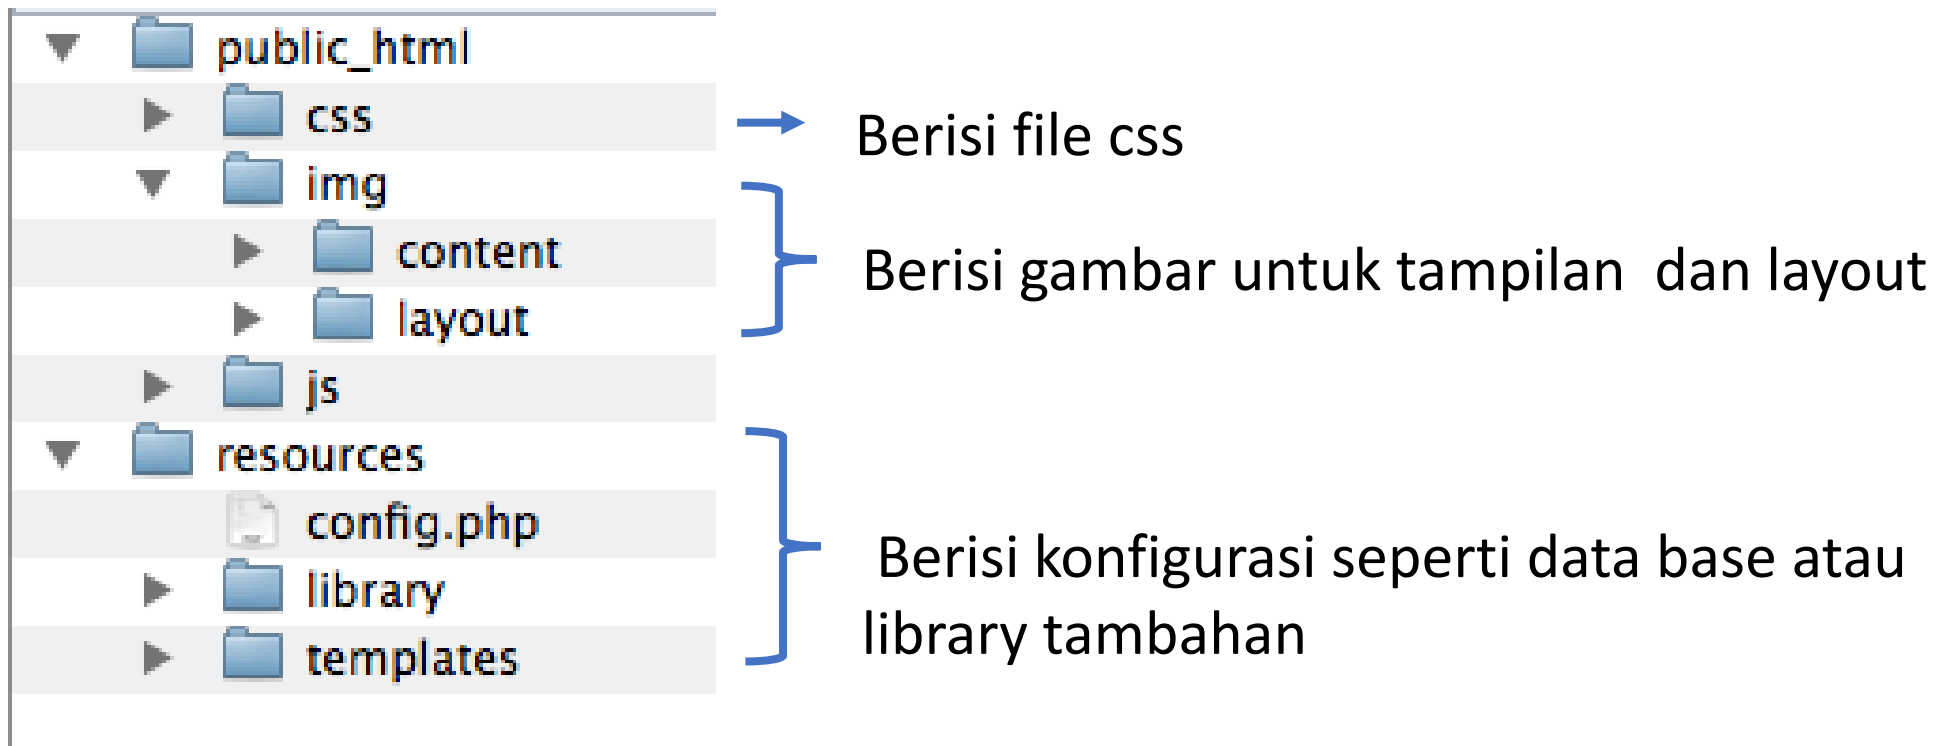 public_html
css
Berisi file css
img
content
Berisi gambar untuk tampilan  dan layout
layout
js
resources
config.php
Berisi konfigurasi seperti data base atau
library tambahan
library
templates